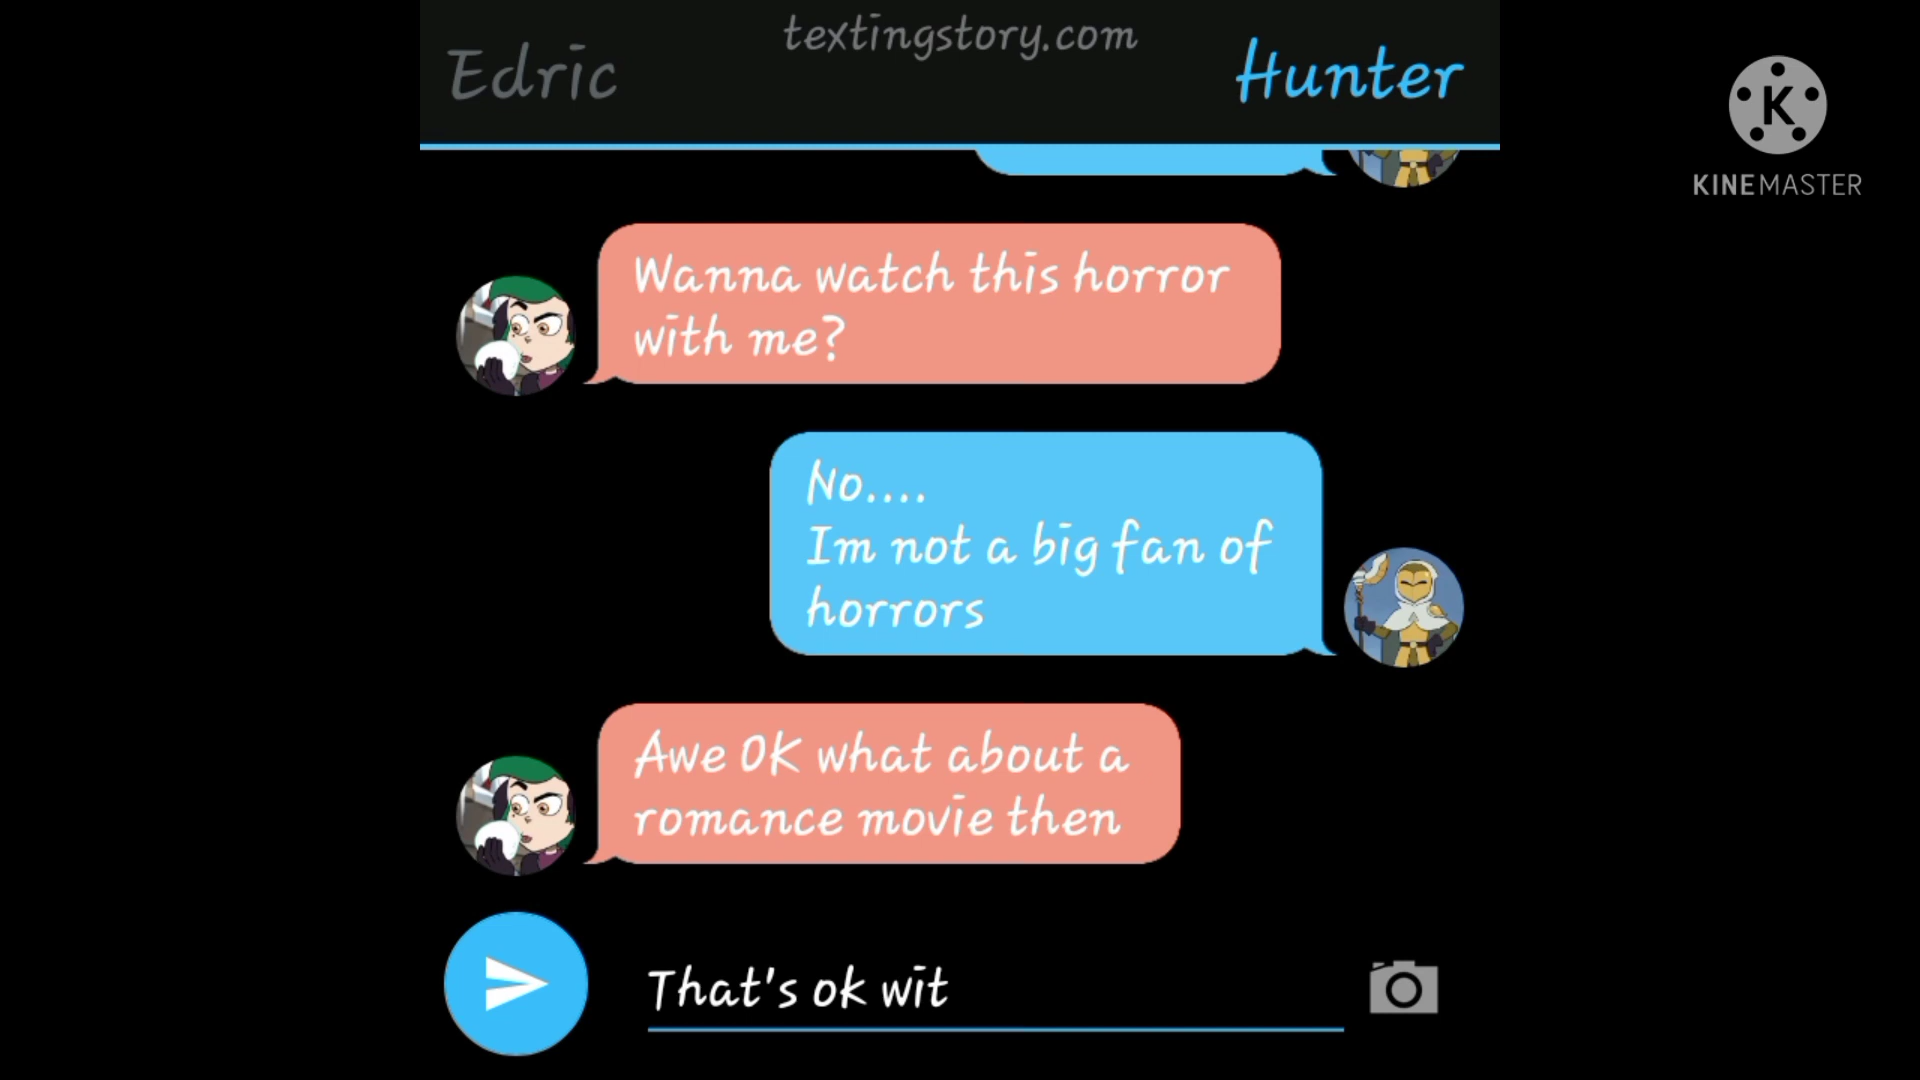 textingstory.com
Edric
Hunter
K
KINEMASTER
Wanna watch this horror
with me?
No....
Im not a big fan of
horrors
Awe OK what about a
romance movie then
That's ok wit